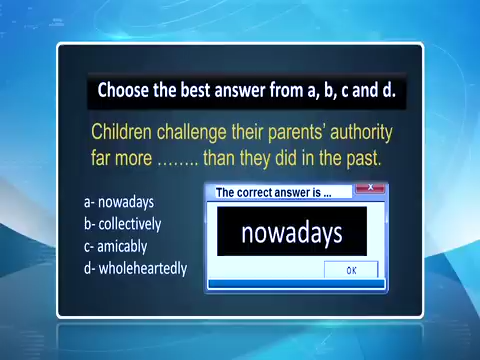 Choose the best answer from a, b, c and d.
Children challenge their parents' authority
far more …….. than they did in the past.
a- nowadays
b- collectively
c- amicably
d- wholeheartedly
The correct answer is ...
x
nowadays
OK